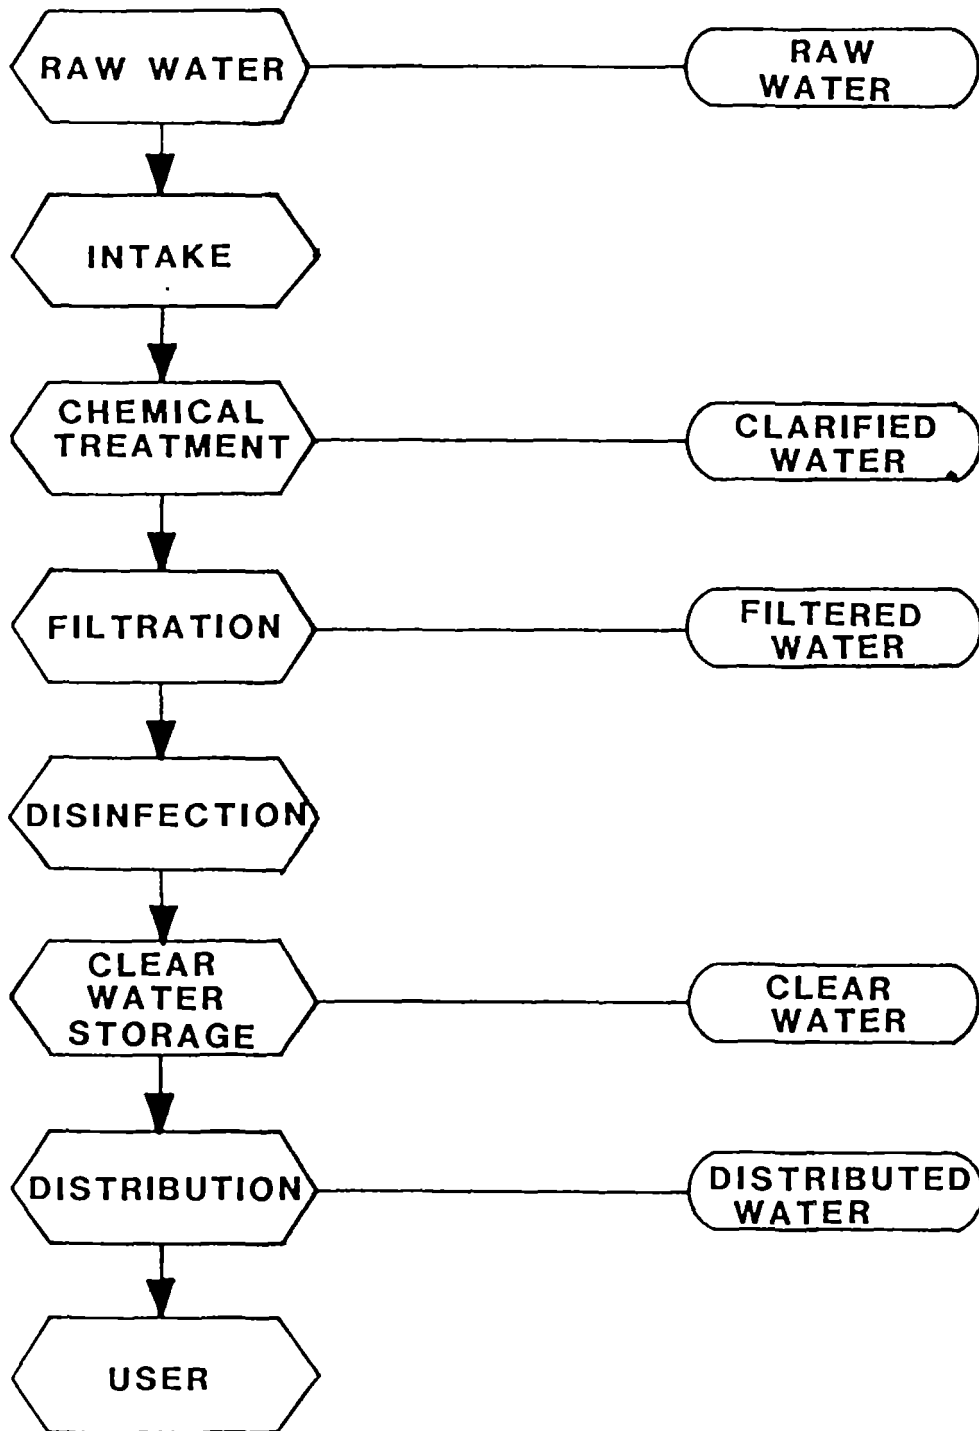 RAW WATER
RAW
WATER
INTAKE
CHEMICAL
TREATMENT
CLARIFIED
WATER
FILTRATION
FILTERED
WATER
DISINFECTION
CLEAR
WATER
STORAGE
CLEAR
WATER
DISTRIBUTION
DISTRIBUTED
WATER
USER